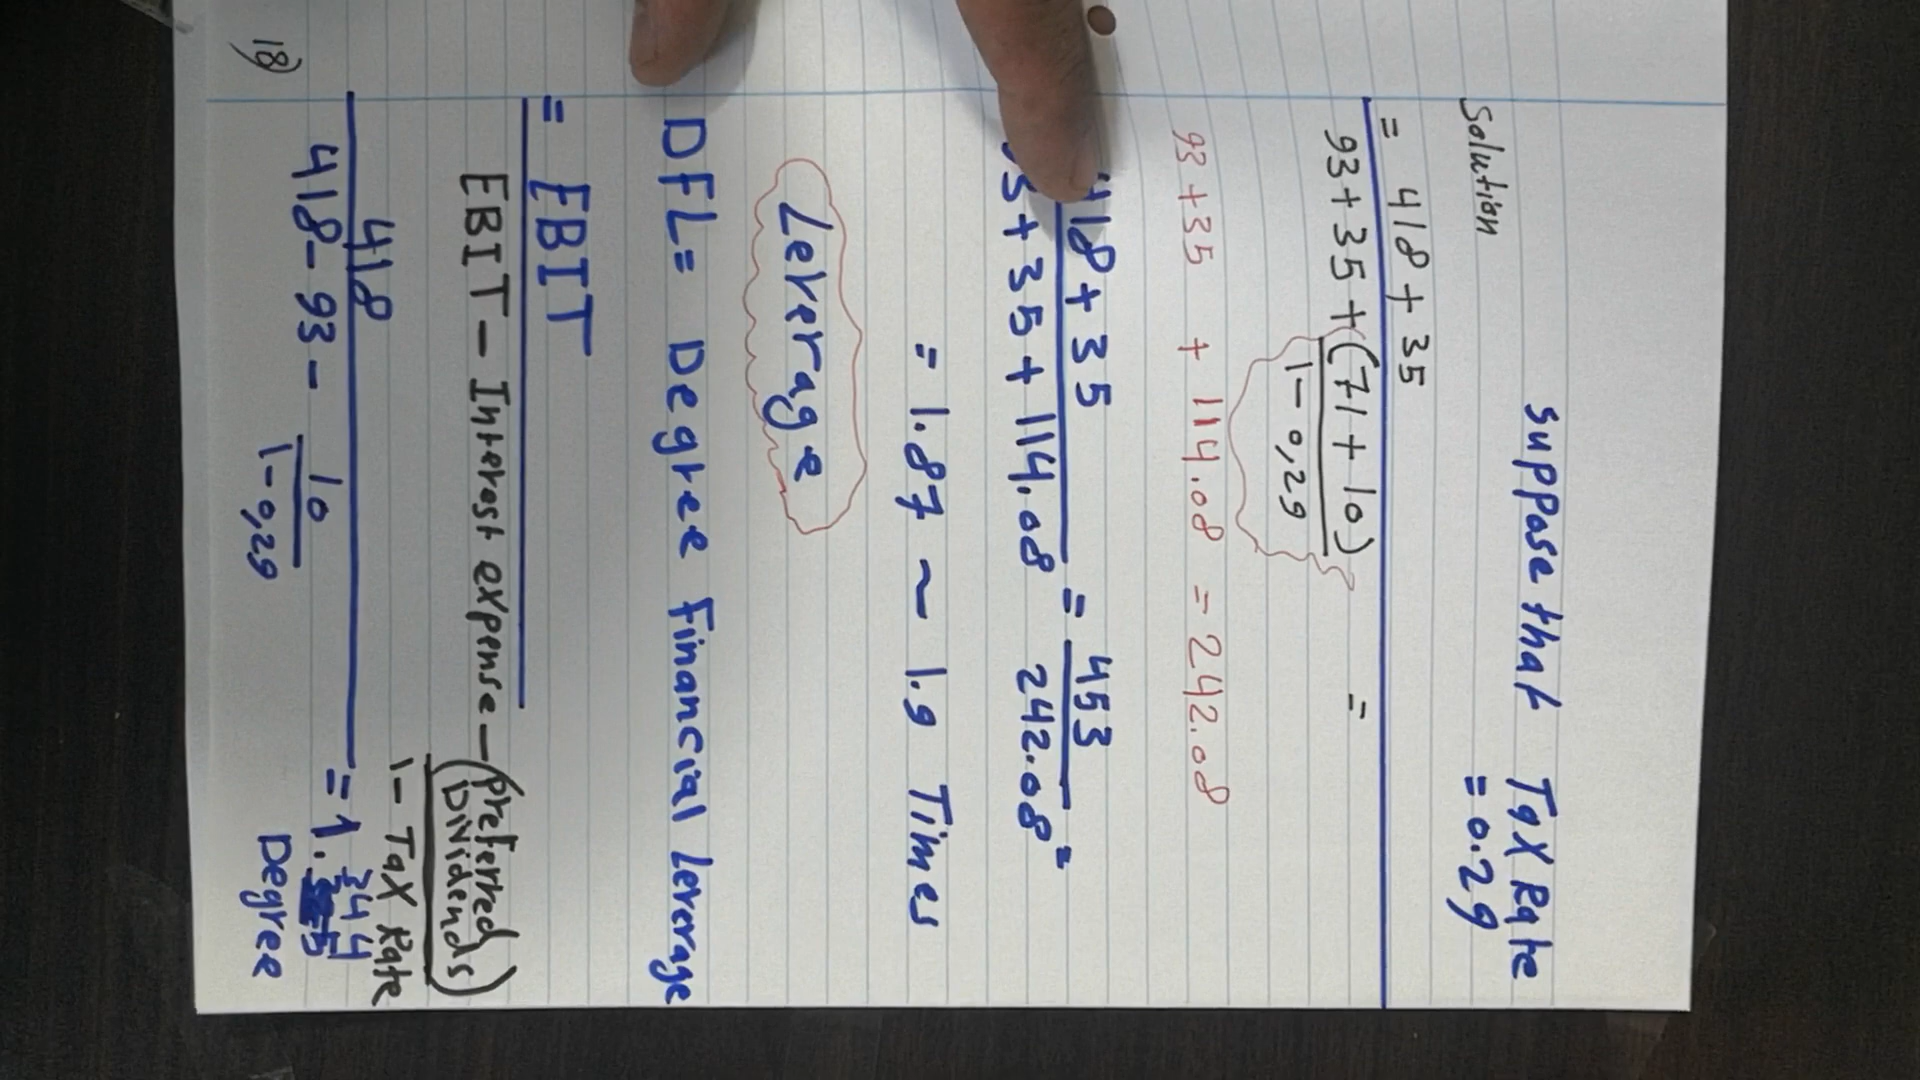 Suppose that Tax Rate
= 0.29
Solution
= 418 + 35
93 + 35 + (71 + 10) =
1 - 0,29
93 + 35 + 114.08 = 242.08
418 + 35 = 453 =
35 + 114.08 242.08
= 1.87 ~ 1.9 Times
Leverage
DFL = Degree Financial Leverage
= EBIT
EBIT - Interest expense - (preferred Dividends)
1 - Tax Rate
418
418 - 93 - 10 = 1.344
1 - 0,29 Degree
18)